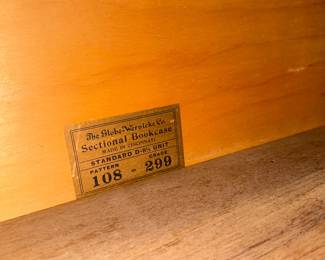 The Globe-Wernicke Co.
Sectional Bookcase
MADE IN CINCINNATI
STANDARD D-8½ UNIT
PATTERN GRADE
108 - 299